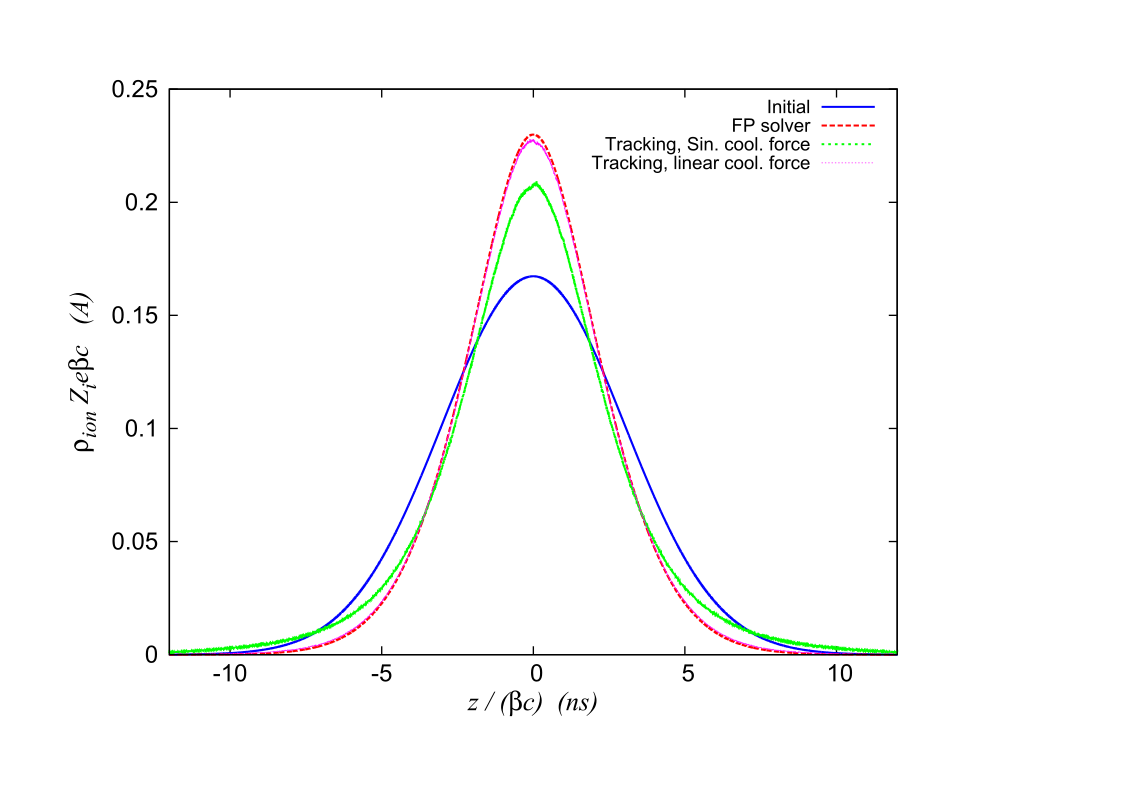 0.25
0.2
0.15
0.1
0.05
0
-10
-5
0
5
10
Initial
FP solver
Tracking, Sin. cool. force
Tracking, linear cool. force
ρion Zieβc (A)
z / (βc) (ns)